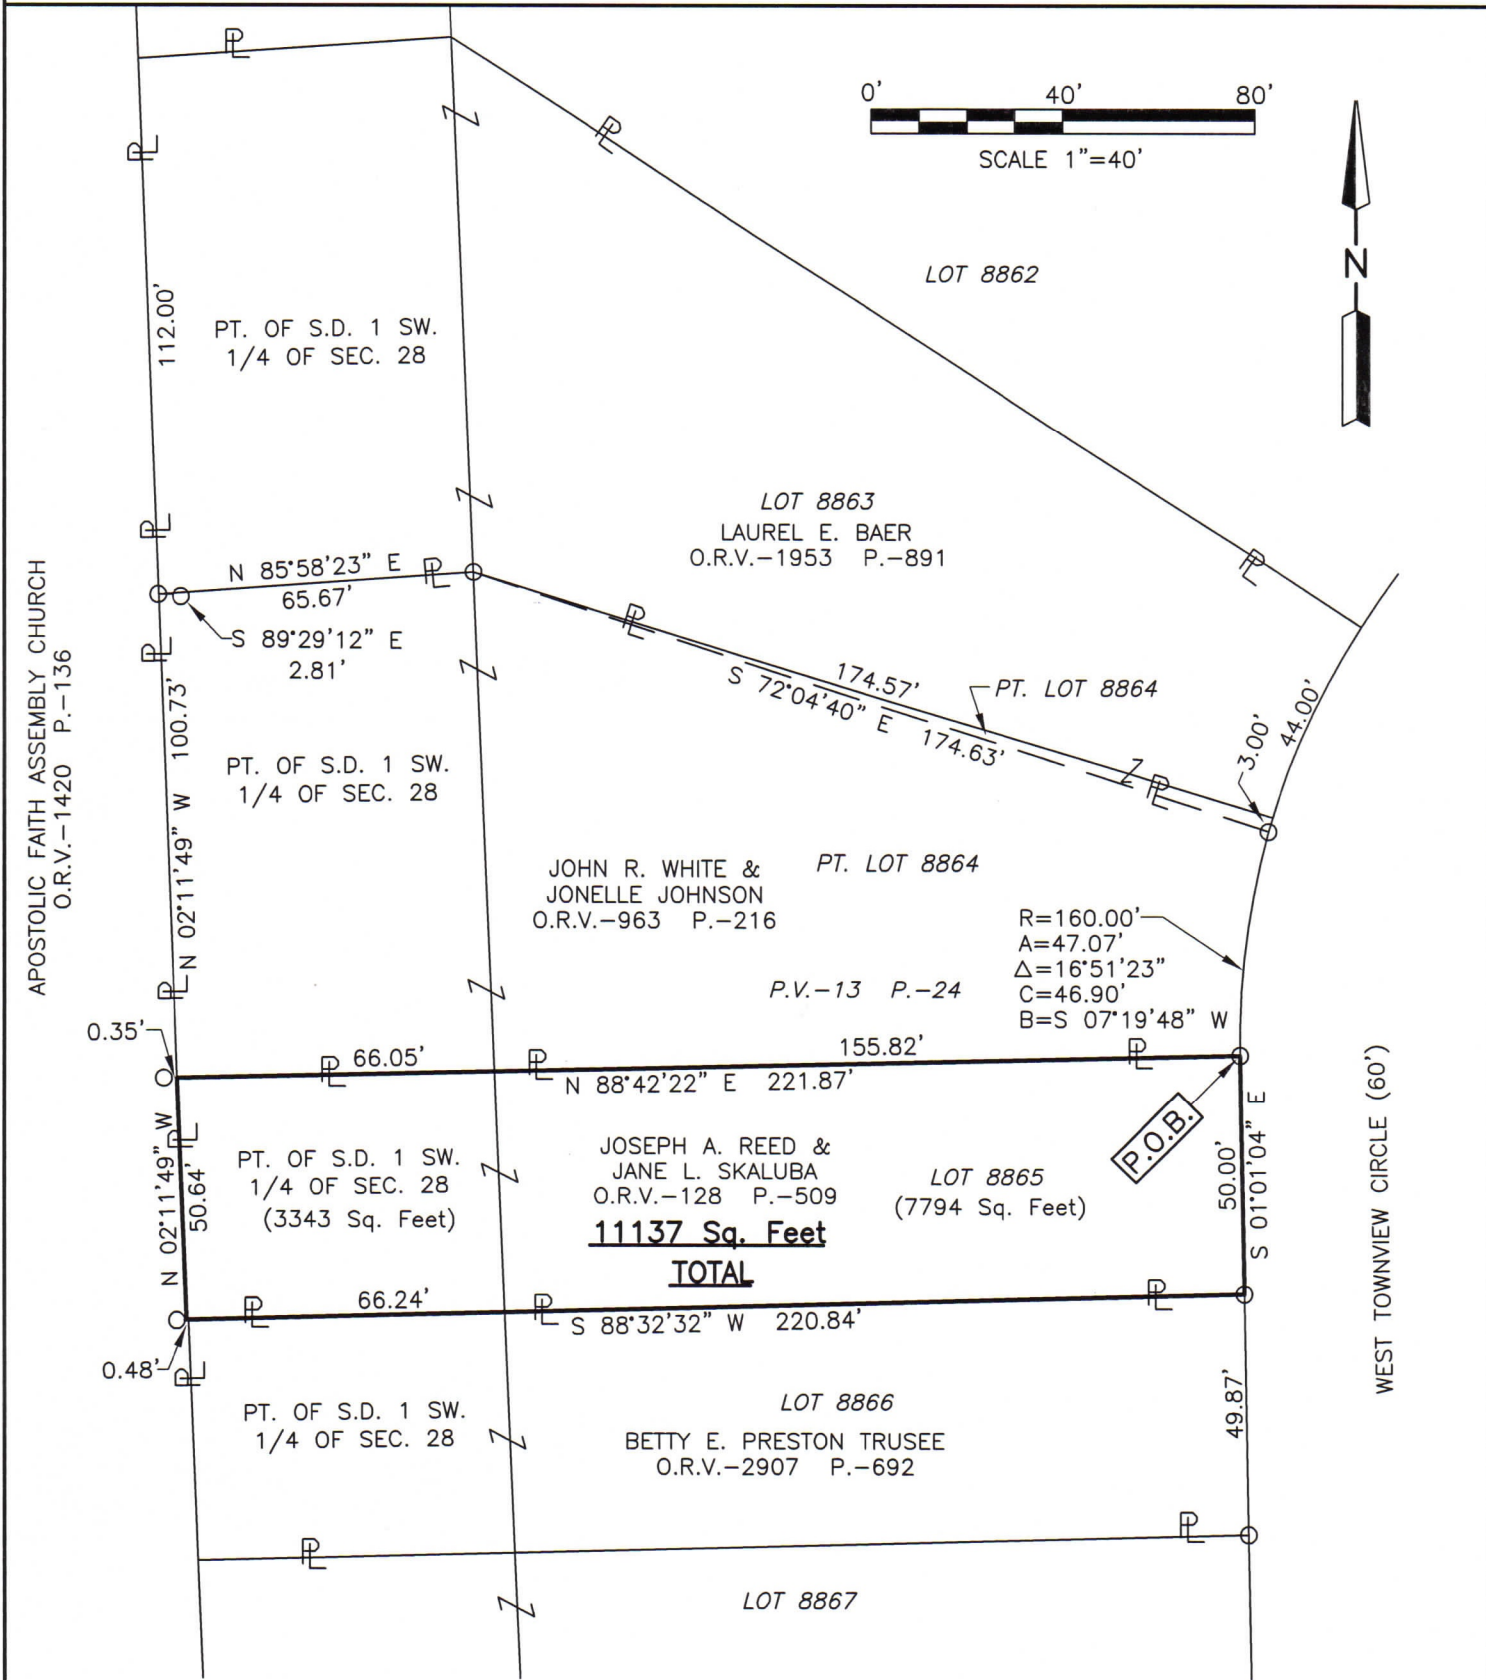 0' 40' 80'
SCALE 1"=40'
N
LOT 8862
112.00'
PT. OF S.D. 1 SW.
1/4 OF SEC. 28
LOT 8863
LAUREL E. BAER
O.R.V.-1953 P.-891
N 85°58'23" E
65.67'
S 89°29'12" E
2.81'
APOSTOLIC FAITH ASSEMBLY CHURCH
O.R.V.-1420 P.-136
N 02°11'49" W 100.73'
PT. OF S.D. 1 SW.
1/4 OF SEC. 28
174.57'
S 72°04'40" E 174.63'
PT. LOT 8864
3.00'
44.00'
JOHN R. WHITE &
JONELLE JOHNSON
O.R.V.-963 P.-216
PT. LOT 8864
P.V.-13 P.-24
R=160.00'
A=47.07'
Δ=16°51'23"
C=46.90'
B=S 07°19'48" W
0.35'
66.05'
155.82'
N 88°42'22" E 221.87'
P.O.B.
N 02°11'49" W
50.64'
PT. OF S.D. 1 SW.
1/4 OF SEC. 28
(3343 Sq. Feet)
JOSEPH A. REED &
JANE L. SKALUBA
O.R.V.-128 P.-509
11137 Sq. Feet
TOTAL
LOT 8865
(7794 Sq. Feet)
50.00'
S 01°01'04" E
WEST TOWNVIEW CIRCLE (60')
66.24'
S 88°32'32" W 220.84'
0.48'
PT. OF S.D. 1 SW.
1/4 OF SEC. 28
LOT 8866
BETTY E. PRESTON TRUSEE
O.R.V.-2907 P.-692
49.87'
LOT 8867